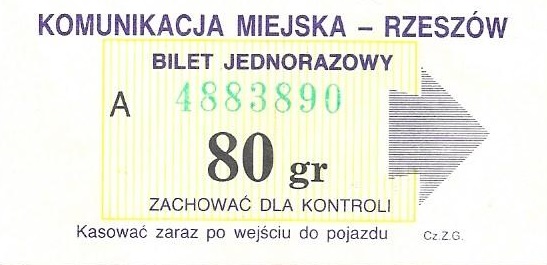 KOMUNIKACJA MIEJSKA – RZESZÓW
BILET JEDNORAZOWY
A 4883890
80 gr
ZACHOWAĆ DLA KONTROLI
Kasować zaraz po wejściu do pojazdu Cz.Z.G.